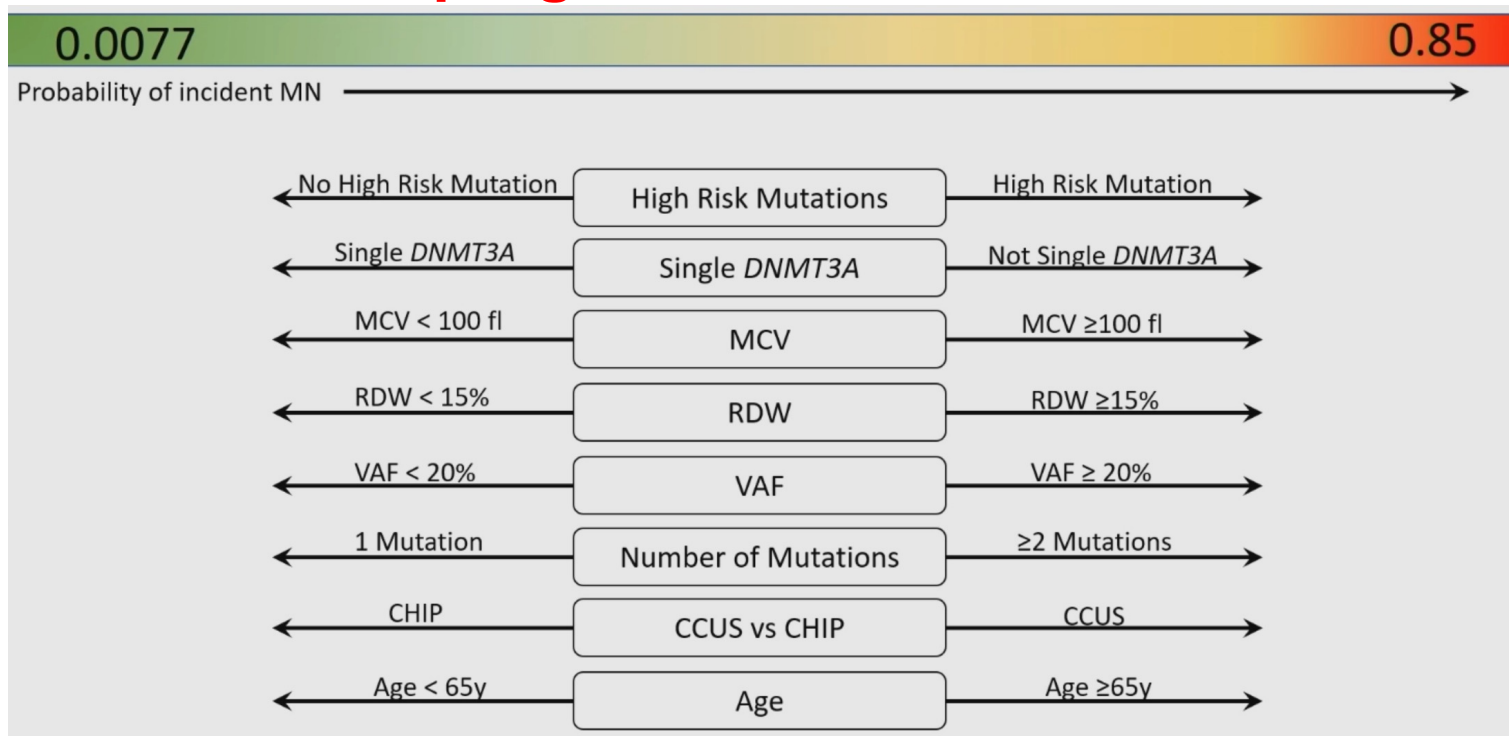 0.0077 0.85
Probability of incident MN
No High Risk Mutation High Risk Mutations High Risk Mutation
Single DNMT3A Single DNMT3A Not Single DNMT3A
MCV < 100 fl MCV MCV ≥100 fl
RDW < 15% RDW RDW ≥15%
VAF < 20% VAF VAF ≥ 20%
1 Mutation Number of Mutations ≥2 Mutations
CHIP CCUS vs CHIP CCUS
Age < 65y Age Age ≥65y